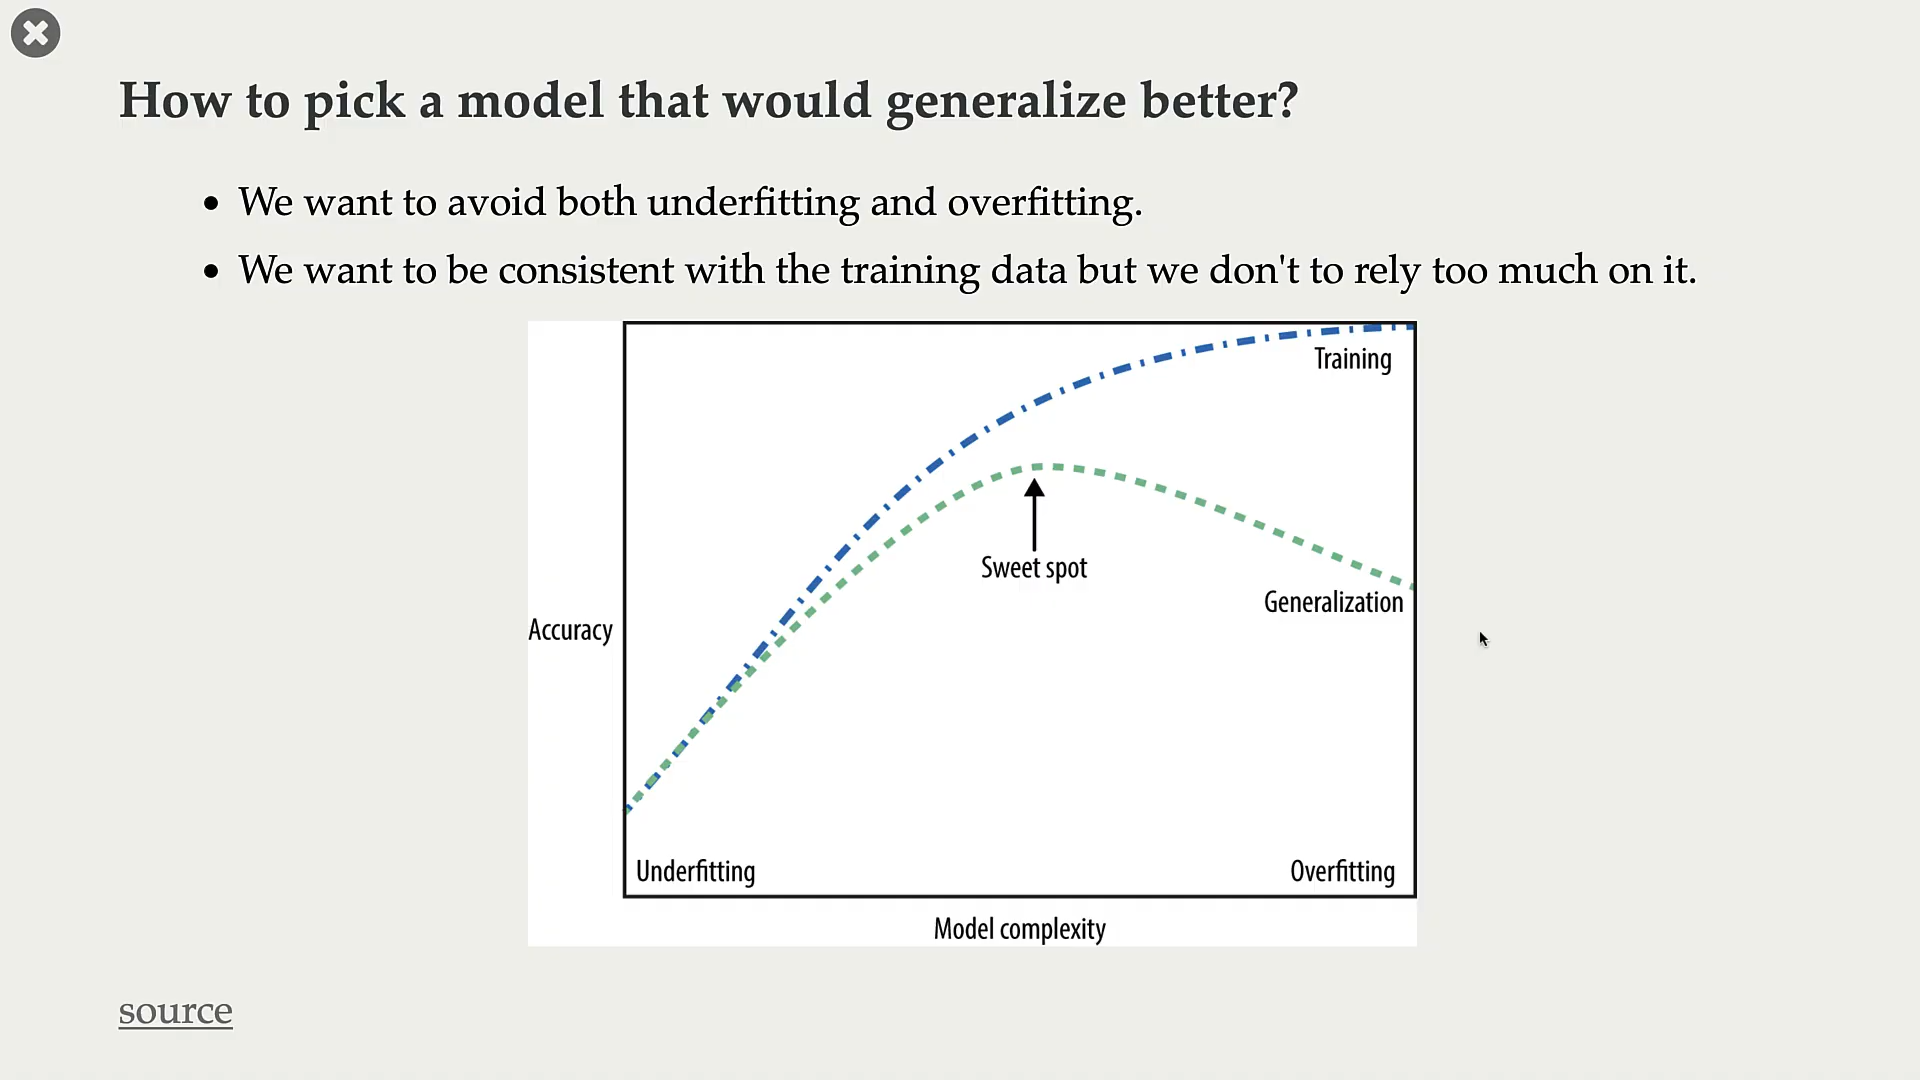 How to pick a model that would generalize better?
We want to avoid both underfitting and overfitting.
We want to be consistent with the training data but we don't to rely too much on it.
Training
Sweet spot
Generalization
Accuracy
Underfitting
Overfitting
Model complexity
source